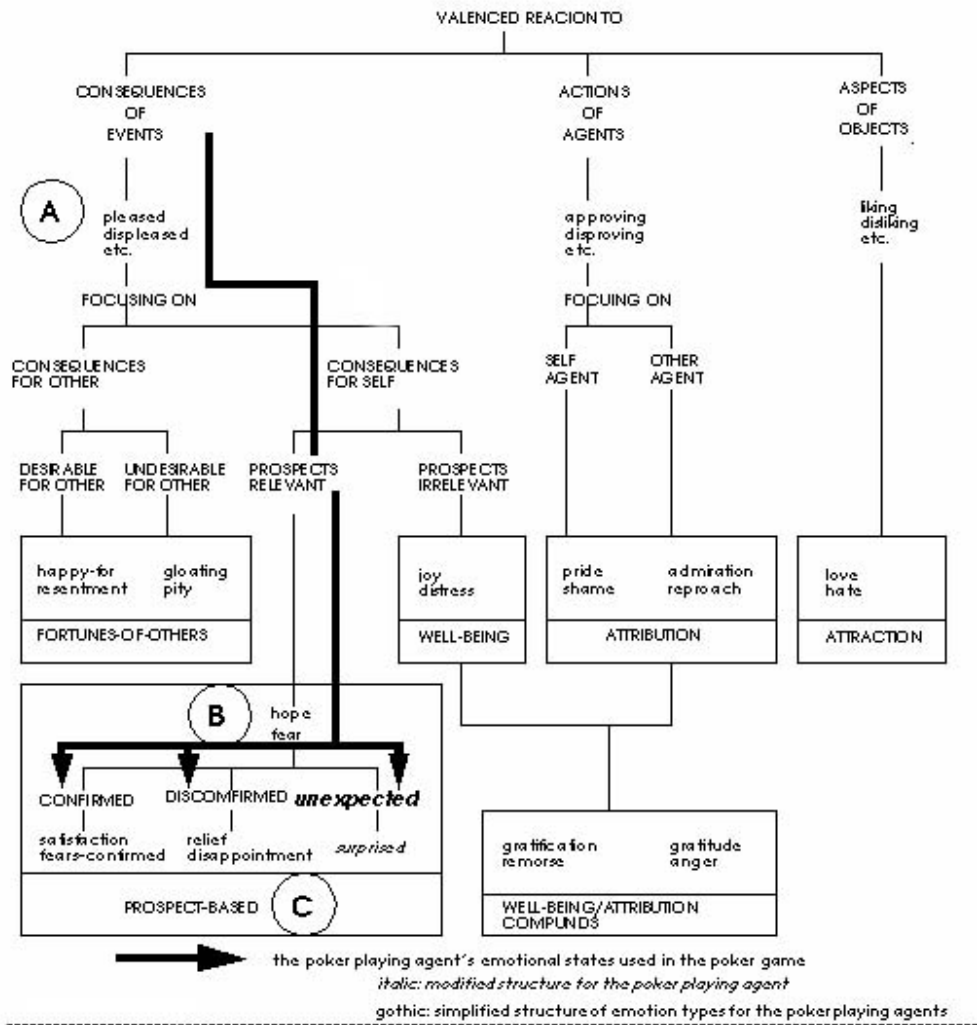 VALENCED REACION TO
CONSEQUENCES
OF
EVENTS
ACTIONS
OF
AGENTS
ASPECTS
OF
OBJECTS
A
pleased
displeased
etc.
approving
disproving
etc.
liking
disliking
etc.
FOCUSING ON
FOCUING ON
CONSEQUENCES
FOR OTHER
CONSEQUENCES
FOR SELF
SELF
AGENT
OTHER
AGENT
DESIRABLE
FOR OTHER
UNDESIRABLE
FOR OTHER
PROSPECTS
RELEVANT
PROSPECTS
IRRELEVANT
happy-for
resentment
gloating
pity
FORTUNES-OF-OTHERS
joy
distress
WELL-BEING
pride
shame
admiration
reproach
ATTRIBUTION
love
hate
ATTRACTION
B
hope
fear
CONFIRMED
DISCOMFIRMED
unexpected
satisfaction
fears-confirmed
relief
disappointment
surprised
PROSPECT-BASED
C
gratification
remorse
gratitude
anger
WELL-BEING/ATTRIBUTION
COMPUNDS
the poker playing agent's emotional states used in the poker game
italic: modified structure for the poker playing agent
gothic: simplified structure of emotion types for the poker playing agents